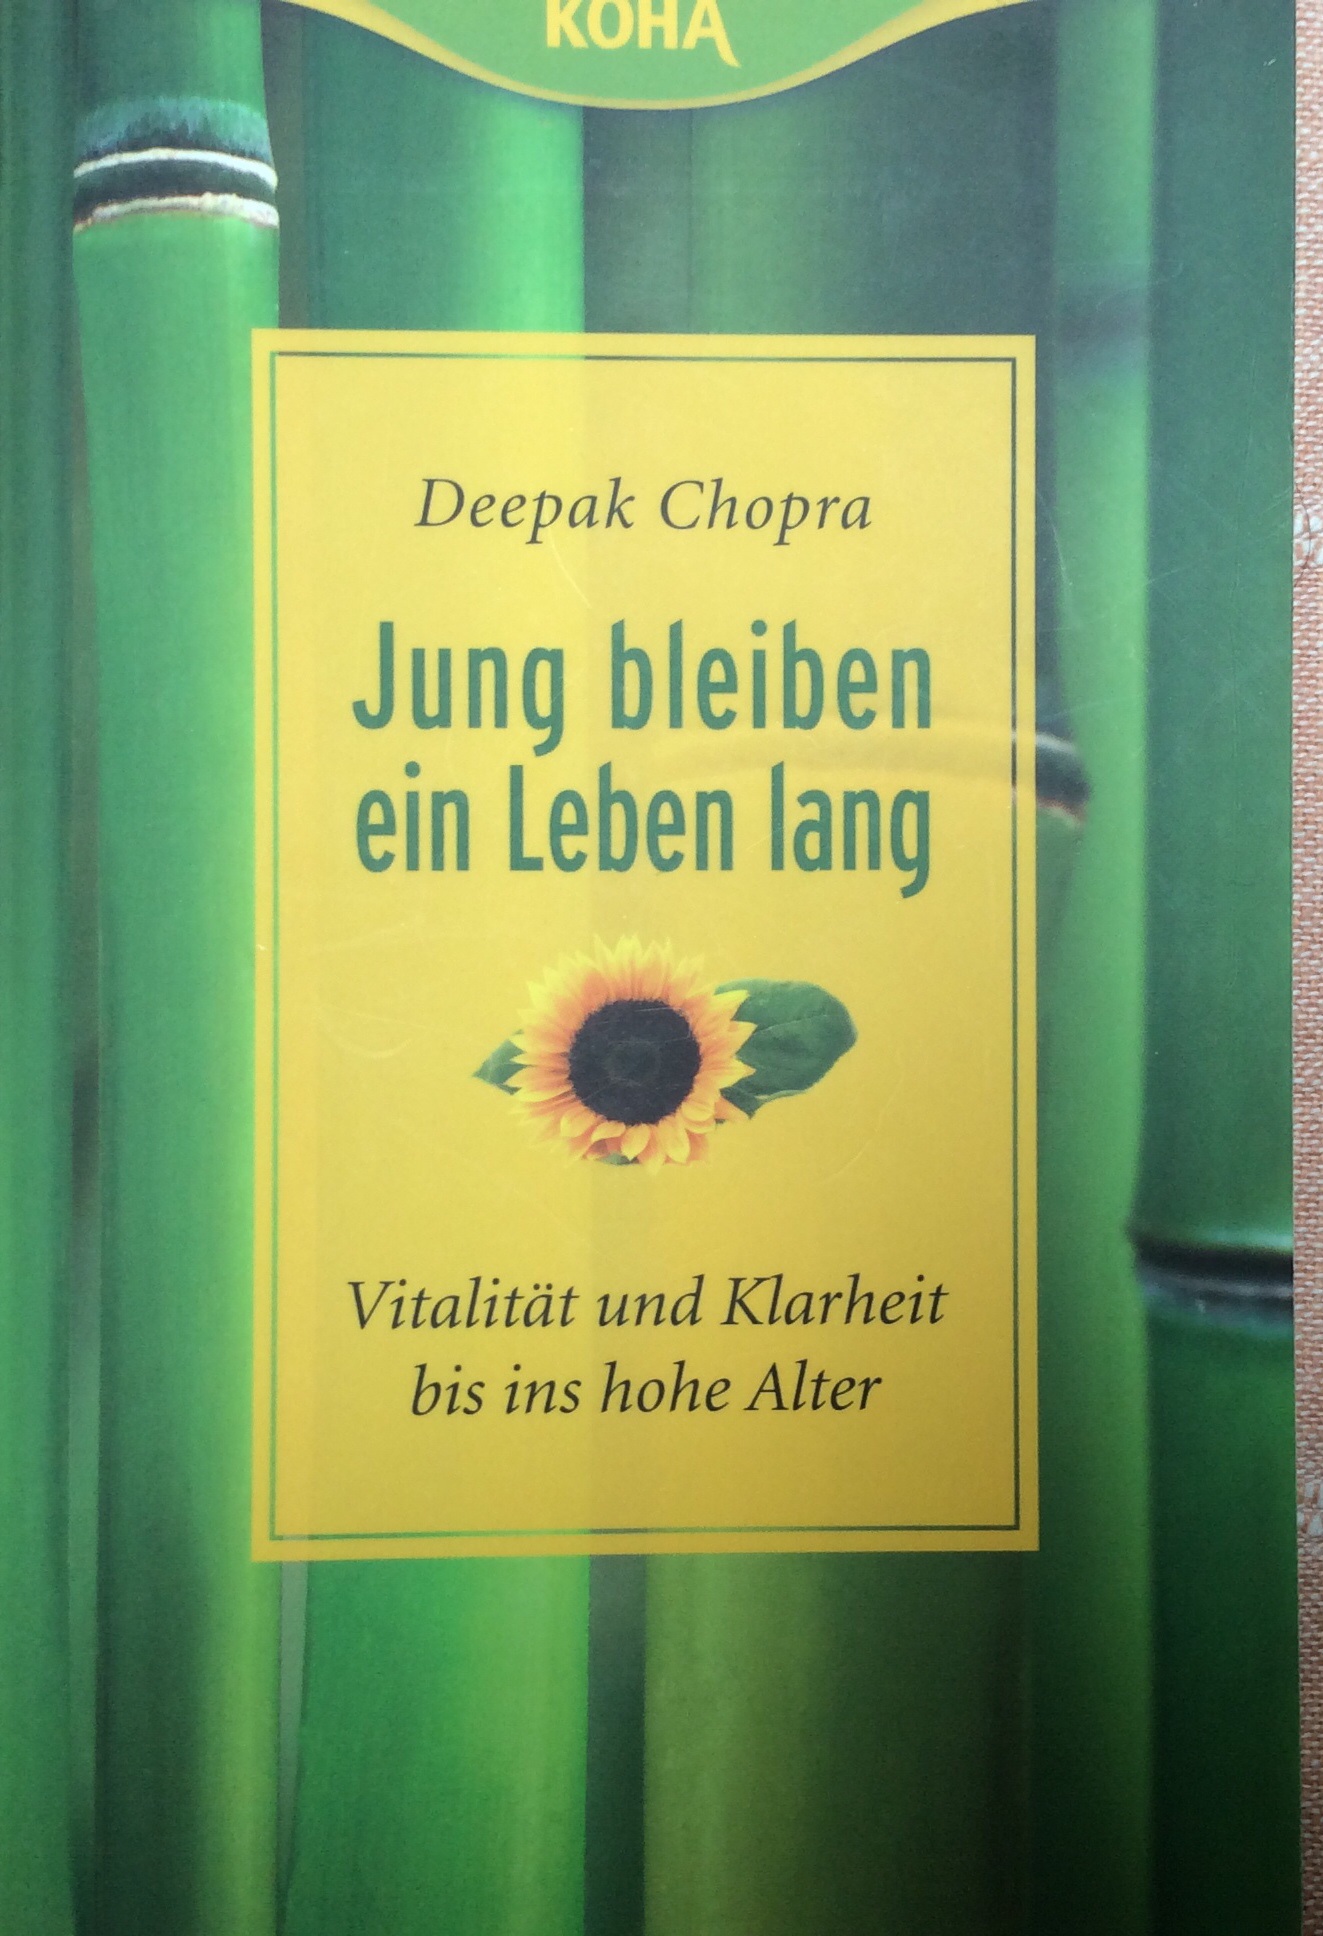 KOHA
Deepak Chopra
Jung bleiben
ein Leben lang
Vitalität und Klarheit
bis ins hohe Alter